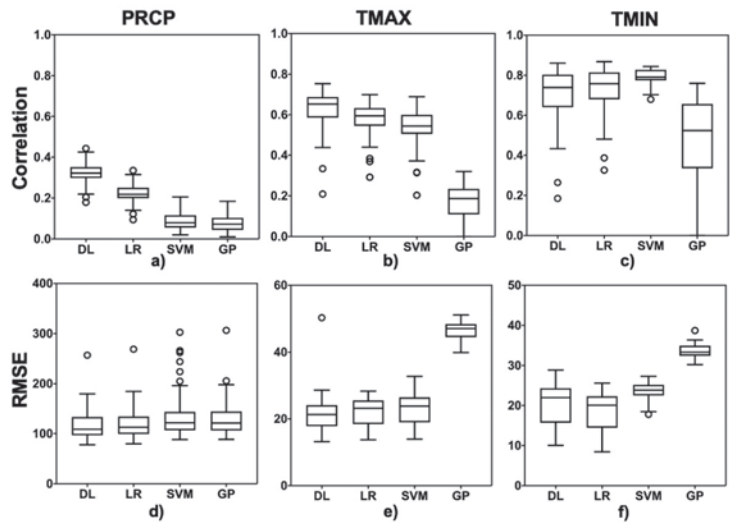 PRCP TMAX TMIN
Correlation
1.0
0.8
0.6
0.4
0.2
0.0
DL LR SVM GP
a)
1.0
0.8
0.6
0.4
0.2
0.0
DL LR SVM GP
b)
1.0
0.8
0.6
0.4
0.2
0.0
DL LR SVM GP
c)
RMSE
400
300
200
100
0
DL LR SVM GP
d)
60
40
20
0
DL LR SVM GP
e)
50
40
30
20
10
0
DL LR SVM GP
f)